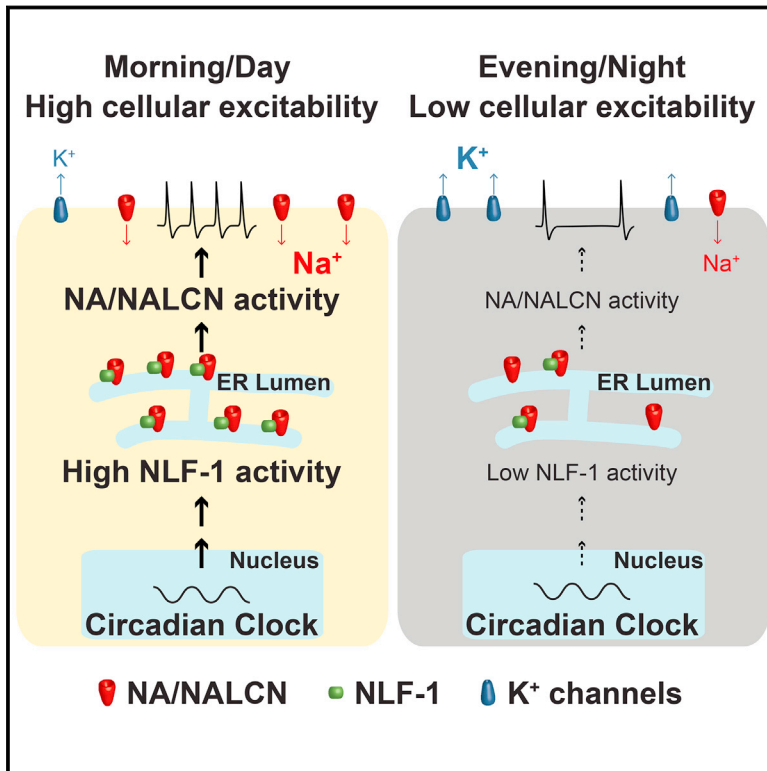 Morning/Day
High cellular excitability
K⁺
Na⁺
NA/NALCN activity
ER Lumen
High NLF-1 activity
Nucleus
Circadian Clock
Evening/Night
Low cellular excitability
K⁺
Na⁺
NA/NALCN activity
ER Lumen
Low NLF-1 activity
Nucleus
Circadian Clock
NA/NALCN
NLF-1
K⁺ channels